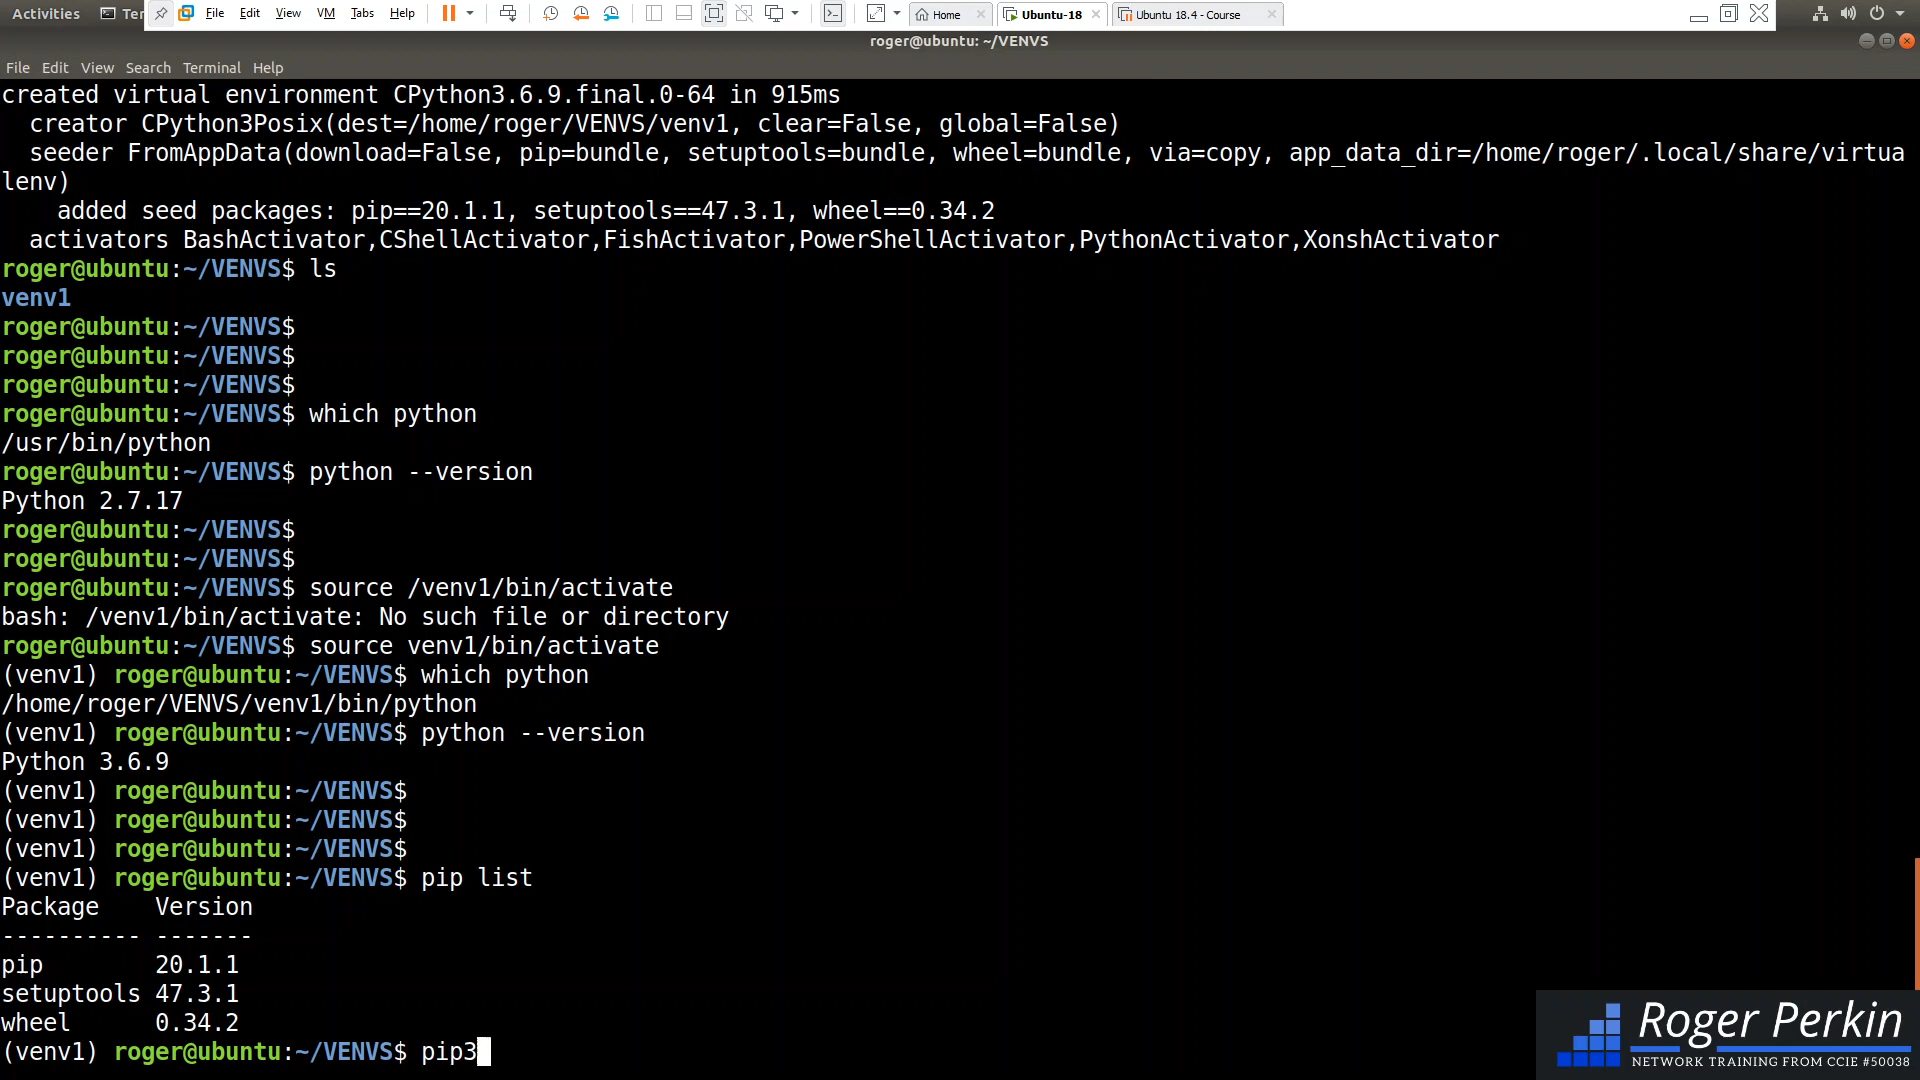 Activities Ter File Edit View VM Tabs Help Home Ubuntu-18 Ubuntu 18.4 - Course
roger@ubuntu: ~/VENVS
File Edit View Search Terminal Help
created virtual environment CPython3.6.9.final.0-64 in 915ms
  creator CPython3Posix(dest=/home/roger/VENVS/venv1, clear=False, global=False)
  seeder FromAppData(download=False, pip=bundle, setuptools=bundle, wheel=bundle, via=copy, app_data_dir=/home/roger/.local/share/virtua
lenv)
    added seed packages: pip==20.1.1, setuptools==47.3.1, wheel==0.34.2
  activators BashActivator,CShellActivator,FishActivator,PowerShellActivator,PythonActivator,XonshActivator
roger@ubuntu:~/VENVS$ ls
venv1
roger@ubuntu:~/VENVS$
roger@ubuntu:~/VENVS$
roger@ubuntu:~/VENVS$
roger@ubuntu:~/VENVS$ which python
/usr/bin/python
roger@ubuntu:~/VENVS$ python --version
Python 2.7.17
roger@ubuntu:~/VENVS$
roger@ubuntu:~/VENVS$
roger@ubuntu:~/VENVS$ source /venv1/bin/activate
bash: /venv1/bin/activate: No such file or directory
roger@ubuntu:~/VENVS$ source venv1/bin/activate
(venv1) roger@ubuntu:~/VENVS$ which python
/home/roger/VENVS/venv1/bin/python
(venv1) roger@ubuntu:~/VENVS$ python --version
Python 3.6.9
(venv1) roger@ubuntu:~/VENVS$
(venv1) roger@ubuntu:~/VENVS$
(venv1) roger@ubuntu:~/VENVS$
(venv1) roger@ubuntu:~/VENVS$ pip list
Package    Version
---------- -------
pip        20.1.1
setuptools 47.3.1
wheel      0.34.2
(venv1) roger@ubuntu:~/VENVS$ pip3
Roger Perkin
NETWORK TRAINING FROM CCIE #50038